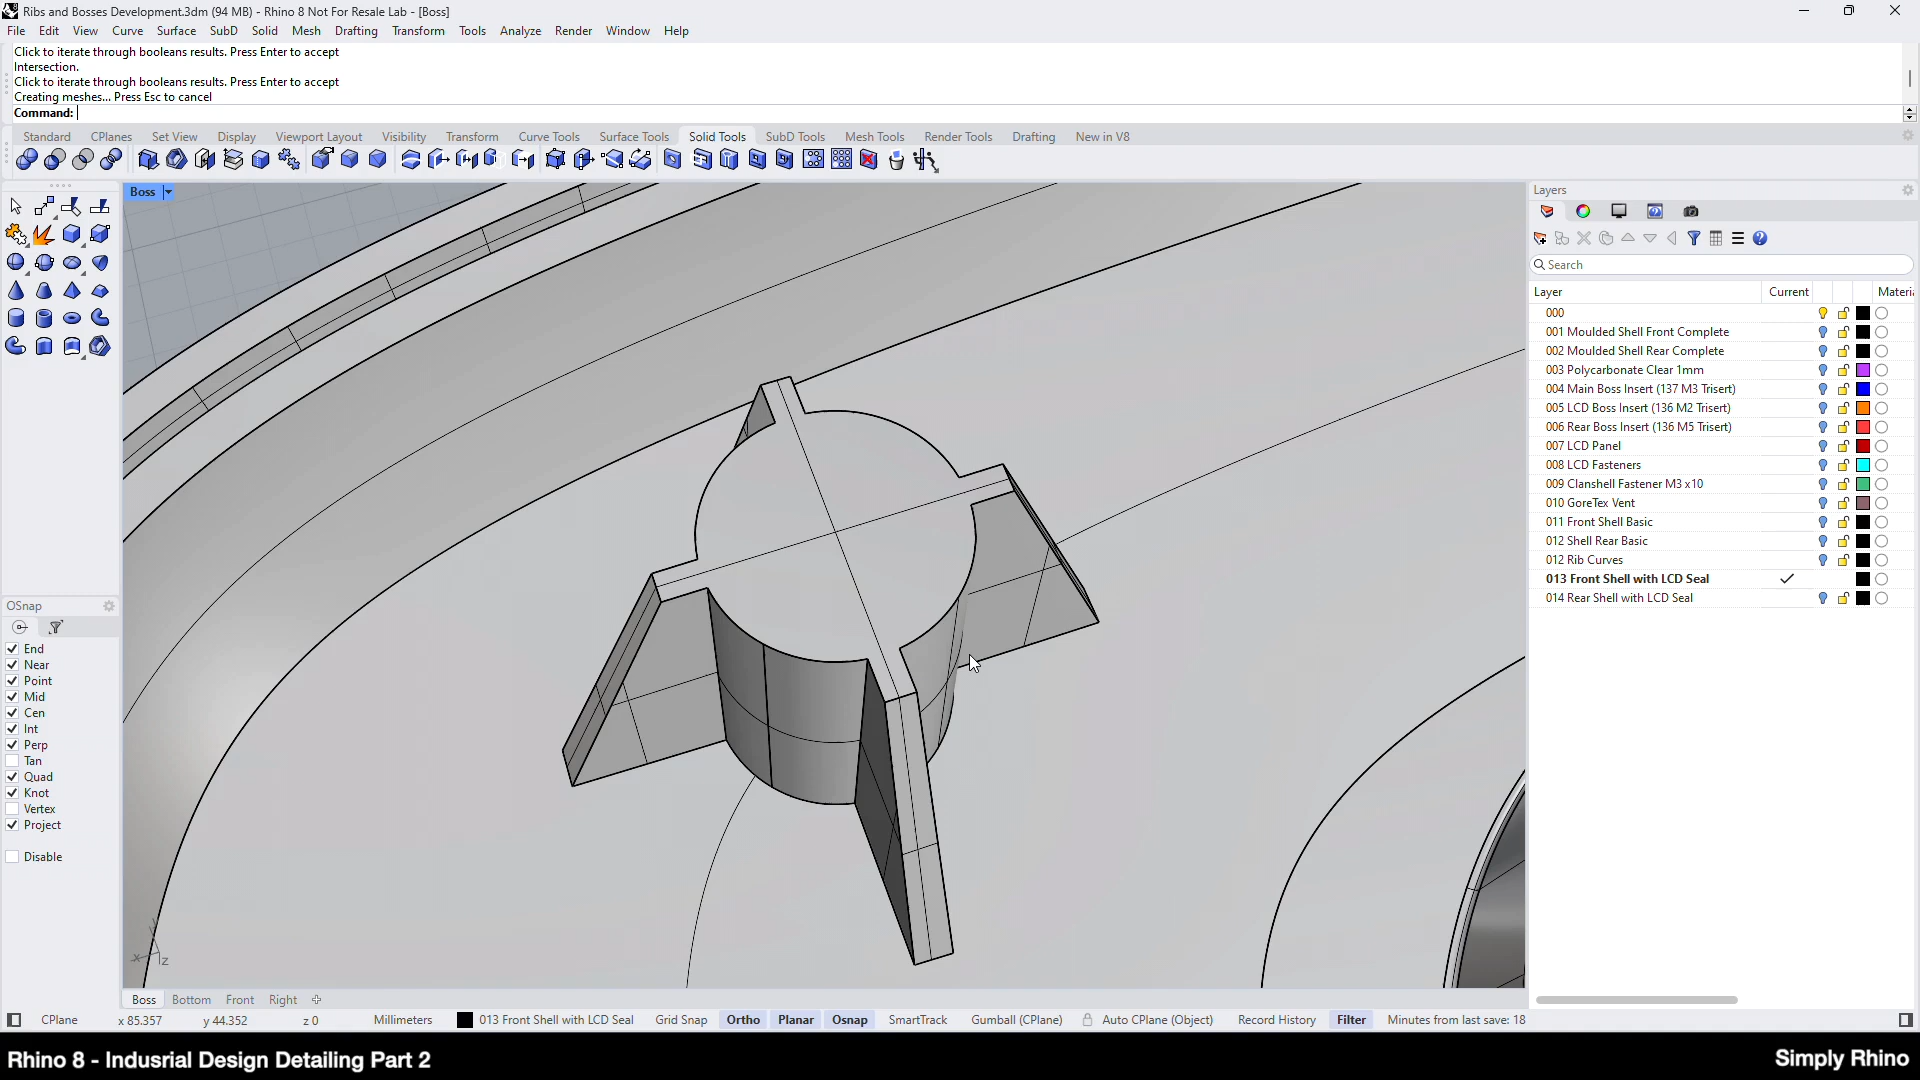 Ribs and Bosses Development.3dm (94 MB) - Rhino 8 Not For Resale Lab - [Boss]
File Edit View Curve Surface SubD Solid Mesh Drafting Transform Tools Analyze Render Window Help
Click to iterate through booleans results. Press Enter to accept
Intersection.
Click to iterate through booleans results. Press Enter to accept
Creating meshes... Press Esc to cancel
Command:
Standard CPlanes Set View Display Viewport Layout Visibility Transform Curve Tools Surface Tools Solid Tools SubD Tools Mesh Tools Render Tools Drafting New in V8
Boss
Layers
Search
Layer Current Materi
000
001 Moulded Shell Front Complete
002 Moulded Shell Rear Complete
003 Polycarbonate Clear 1mm
004 Main Boss Insert (137 M3 Trisert)
005 LCD Boss Insert (136 M2 Trisert)
006 Rear Boss Insert (136 M5 Trisert)
007 LCD Panel
008 LCD Fasteners
009 Clanshell Fastener M3 x10
010 GoreTex Vent
011 Front Shell Basic
012 Shell Rear Basic
012 Rib Curves
013 Front Shell with LCD Seal
014 Rear Shell with LCD Seal
OSnap
End
Near
Point
Mid
Cen
Int
Perp
Tan
Quad
Knot
Vertex
Project
Disable
x z
Boss Bottom Front Right
CPlane x 85.357 y 44.352 z 0 Millimeters 013 Front Shell with LCD Seal Grid Snap Ortho Planar Osnap SmartTrack Gumball (CPlane) Auto CPlane (Object) Record History Filter Minutes from last save: 18
Rhino 8 - Indusrial Design Detailing Part 2
Simply Rhino